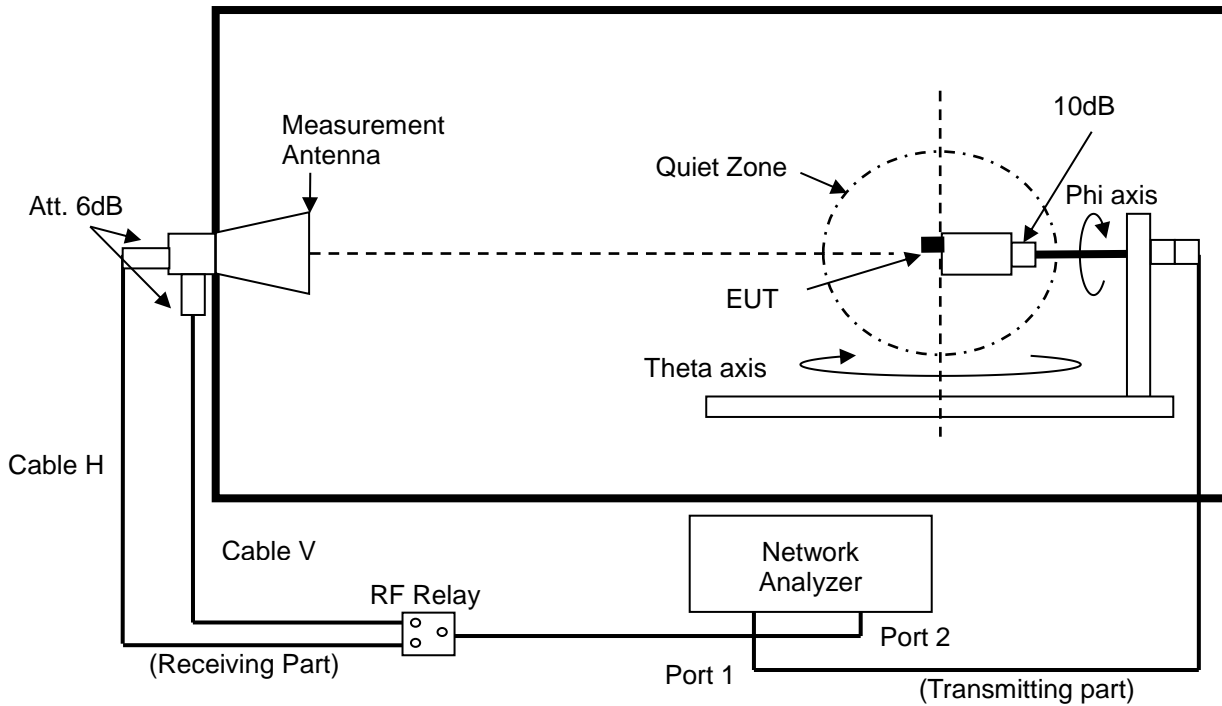 10dB
Measurement
Antenna
Quiet Zone
Phi axis
Att. 6dB
EUT
Theta axis
Cable H
Cable V
Network
Analyzer
RF Relay
Port 2
(Receiving Part)
Port 1
(Transmitting part)